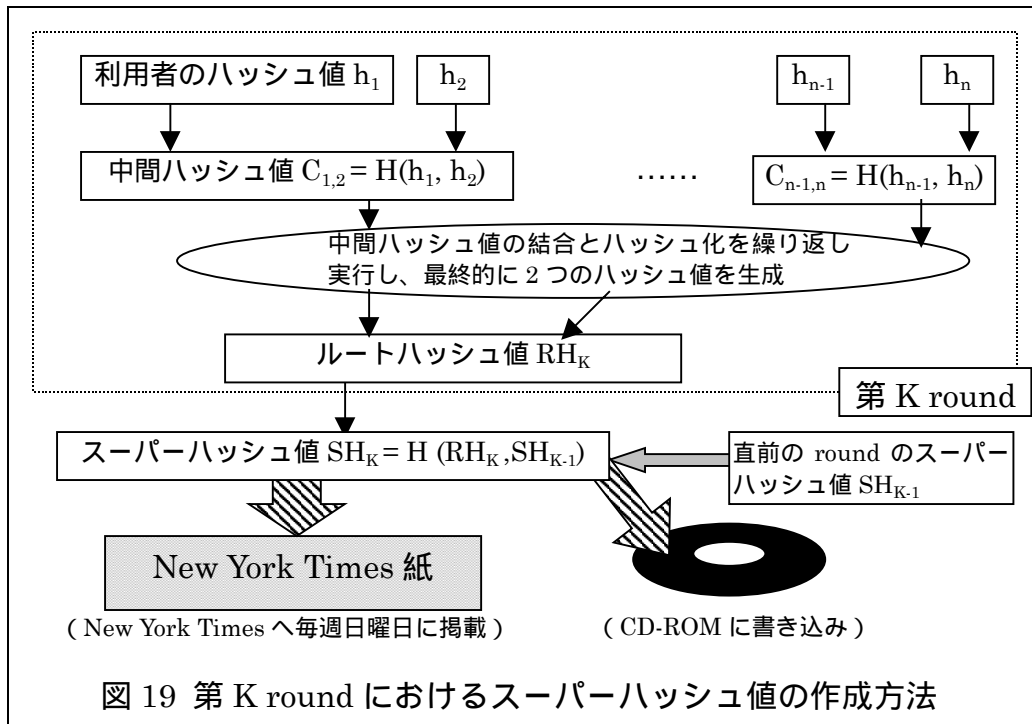 利用者のハッシュ値 h1 h2 hn-1 hn
中間ハッシュ値 C1,2 = H(h1, h2) …… Cn-1,n = H(hn-1, hn)
中間ハッシュ値の結合とハッシュ化を繰り返し
実行し、最終的に 2 つのハッシュ値を生成
ルートハッシュ値 RHK
第 K round
スーパーハッシュ値 SHK = H (RHK ,SHK-1)
直前の round のスーパー
ハッシュ値 SHK-1
New York Times 紙
（New York Times へ毎週日曜日に掲載）
（CD-ROM に書き込み）
図 19 第 K round におけるスーパーハッシュ値の作成方法